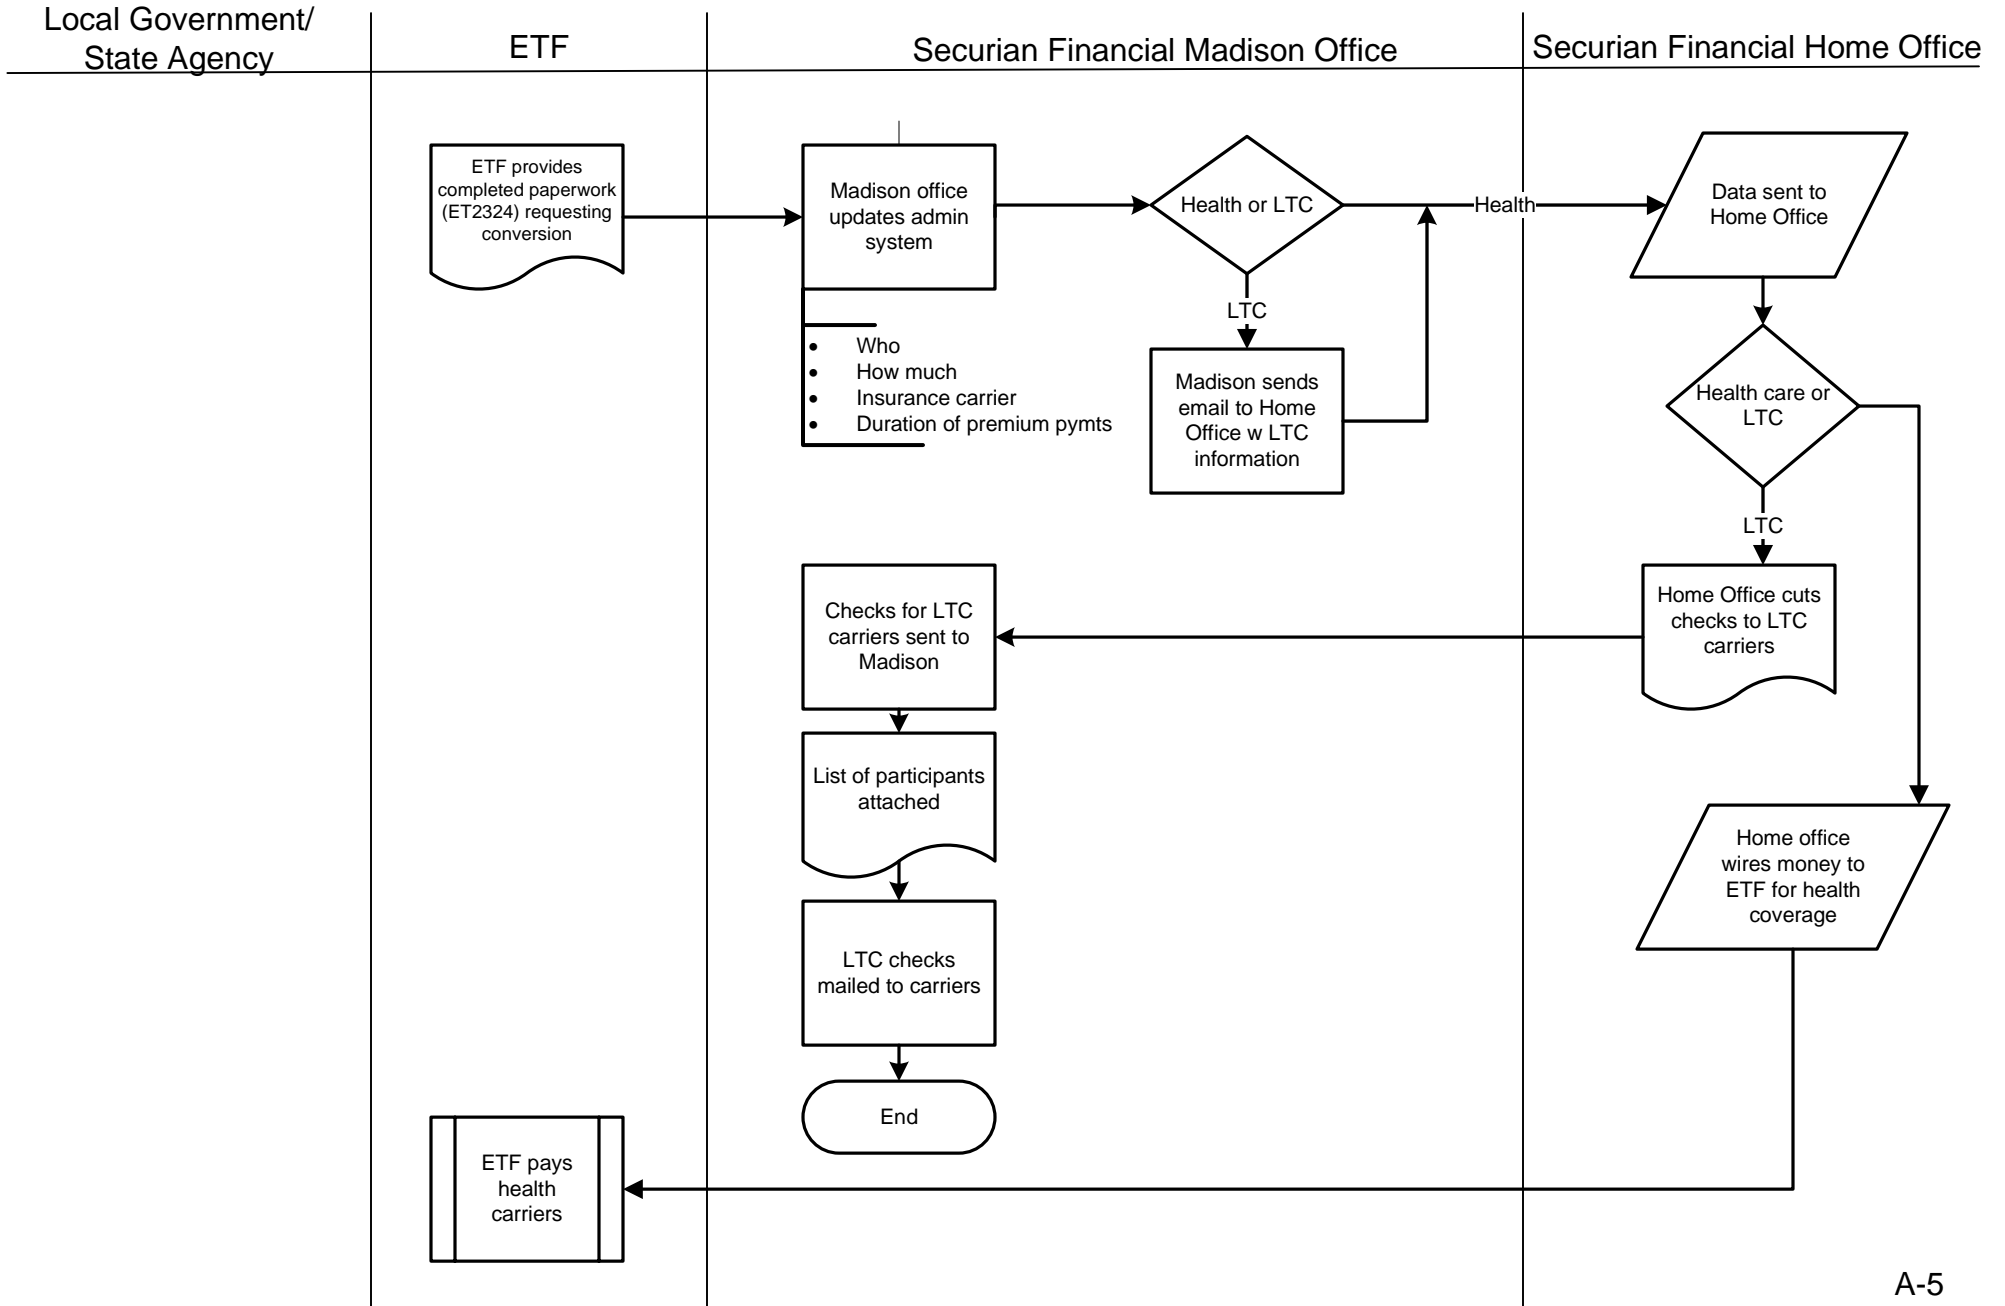 Local Government/
State Agency
ETF
Securian Financial Madison Office
Securian Financial Home Office
ETF provides
completed paperwork
(ET2324) requesting
conversion
Madison office
updates admin
system
Health or LTC
Health
Data sent to
Home Office
LTC
• Who
• How much
• Insurance carrier
• Duration of premium pymts
Madison sends
email to Home
Office w LTC
information
Health care or
LTC
LTC
Home Office cuts
checks to LTC
carriers
Checks for LTC
carriers sent to
Madison
List of participants
attached
Home office
wires money to
ETF for health
coverage
LTC checks
mailed to carriers
End
ETF pays
health
carriers
A-5